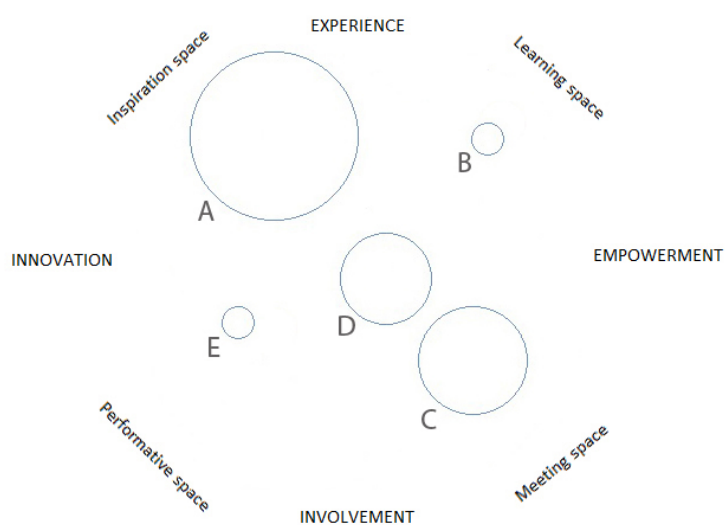 EXPERIENCE
Inspiration space
Learning space
B
A
INNOVATION
EMPOWERMENT
D
E
C
Performative space
Meeting space
INVOLVEMENT